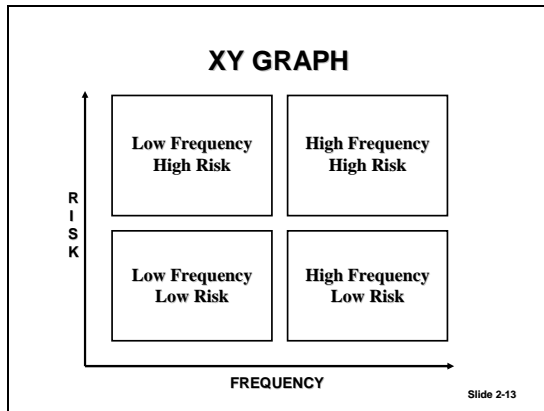 XY GRAPH
Low Frequency
High Risk
High Frequency
High Risk
R
I
S
K
Low Frequency
Low Risk
High Frequency
Low Risk
FREQUENCY
Slide 2-13